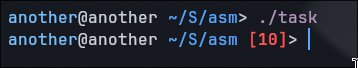 another@another ~/S/asm> ./task
another@another ~/S/asm [10]>